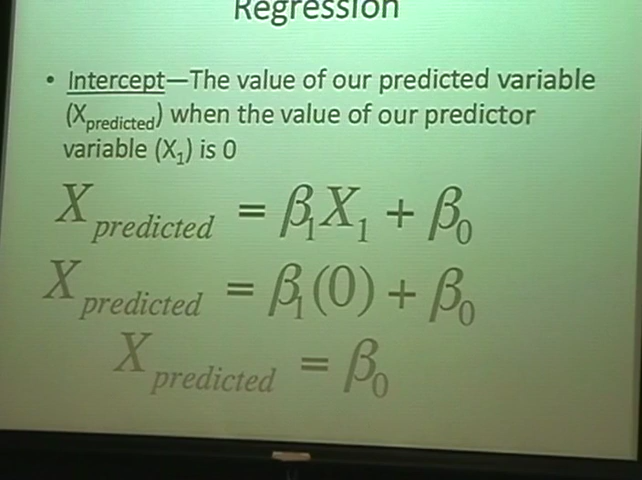 Regression
• Intercept—The value of our predicted variable
(Xpredicted) when the value of our predictor
variable (X₁) is 0
Xpredicted = β₁X₁ + β₀
Xpredicted = β₁(0) + β₀
Xpredicted = β₀